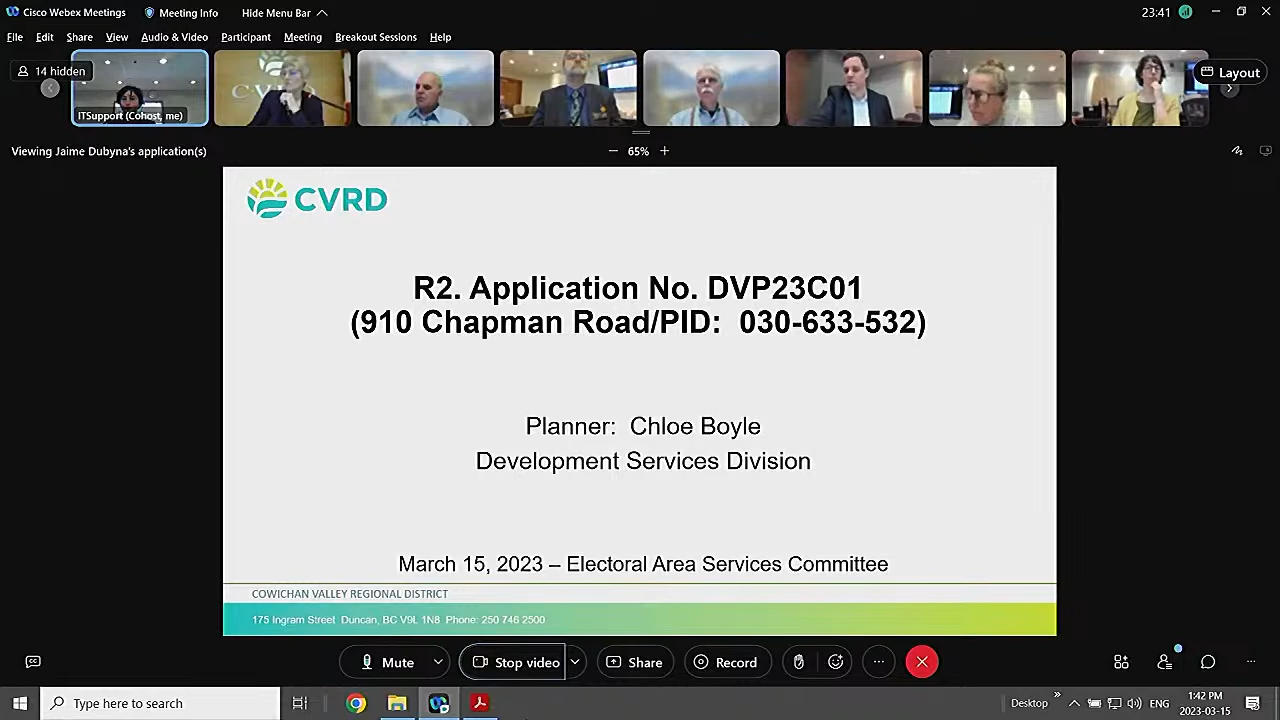 Cisco Webex Meetings
Meeting Info
Hide Menu Bar
23:41
File Edit Share View Audio & Video Participant Meeting Breakout Sessions Help
14 hidden
Layout
ITSupport (Cohost, me)
Viewing Jaime Dubyna's application(s)
65%
CVRD
R2. Application No. DVP23C01
(910 Chapman Road/PID: 030-633-532)
Planner: Chloe Boyle
Development Services Division
March 15, 2023 – Electoral Area Services Committee
COWICHAN VALLEY REGIONAL DISTRICT
175 Ingram Street Duncan, BC V9L 1N8 Phone: 250 746 2500
Mute
Stop video
Share
Record
Type here to search
Desktop
ENG
1:42 PM
2023-03-15